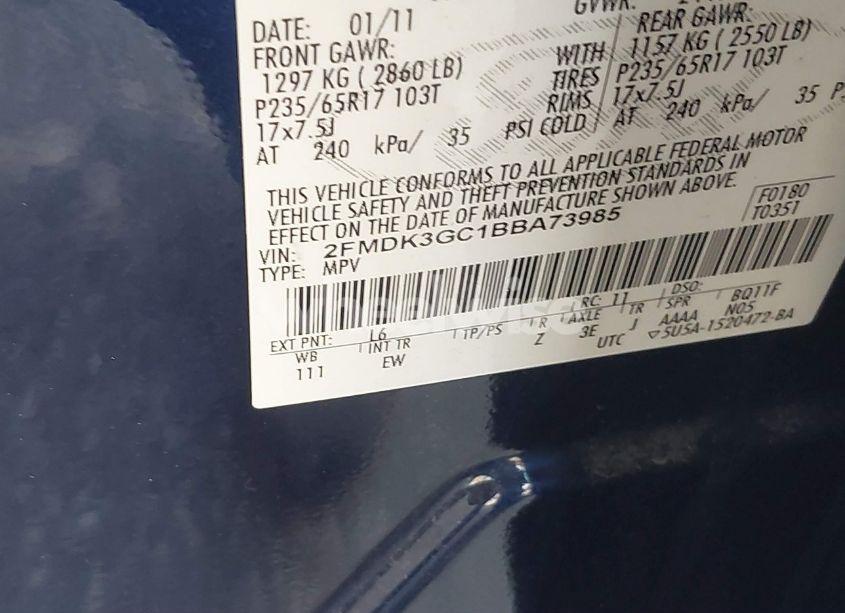 GVWR:
DATE: 01/11
FRONT GAWR: REAR GAWR:
1297 KG ( 2860 LB) WITH 1157 KG ( 2550 LB)
P235/65R17 103T TIRES P235/65R17 103T
17x7.5J RIMS 17x7.5J
AT 240 kPa/ 35 PSI COLD AT 240 kPa/ 35
THIS VEHICLE CONFORMS TO ALL APPLICABLE FEDERAL MOTOR
VEHICLE SAFETY AND THEFT PREVENTION STANDARDS IN
EFFECT ON THE DATE OF MANUFACTURE SHOWN ABOVE.
VIN: 2FMDK3GC1BBA73985 F0180
TYPE: MPV T0351
EXT PNT: L6 RC: 11 DSO:
WB INT TR TP/PS R AXLE TR SPR BQ11F
111 EW Z 3E J AAAA N05
UTC 5U5A-1520472-BA